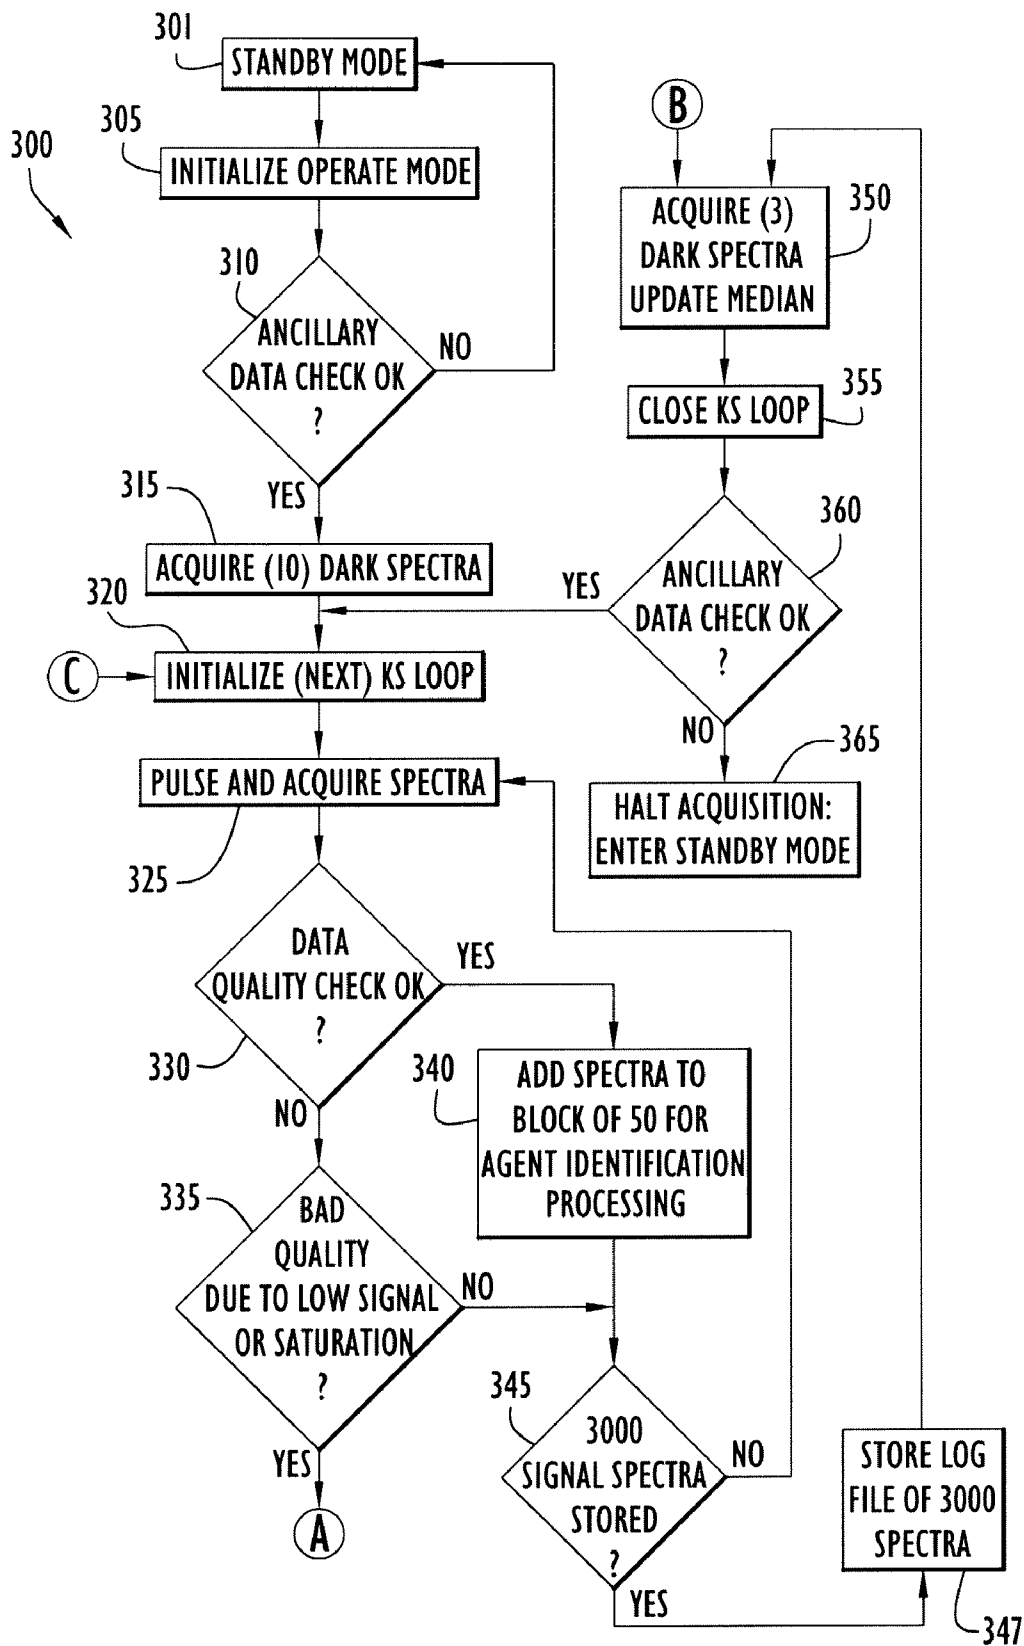 300
301
STANDBY MODE
305
INITIALIZE OPERATE MODE
310
ANCILLARY
DATA CHECK OK
?
NO
YES
315
ACQUIRE (10) DARK SPECTRA
320
C
INITIALIZE (NEXT) KS LOOP
PULSE AND ACQUIRE SPECTRA
325
DATA
QUALITY CHECK OK
?
330
YES
NO
340
ADD SPECTRA TO
BLOCK OF 50 FOR
AGENT IDENTIFICATION
PROCESSING
335
BAD
QUALITY
DUE TO LOW SIGNAL
OR SATURATION
?
NO
YES
A
345
3000
SIGNAL SPECTRA
STORED
?
NO
YES
STORE LOG
FILE OF 3000
SPECTRA
347
B
ACQUIRE (3)
DARK SPECTRA
UPDATE MEDIAN
350
CLOSE KS LOOP
355
ANCILLARY
DATA CHECK OK
?
360
YES
NO
365
HALT ACQUISITION:
ENTER STANDBY MODE